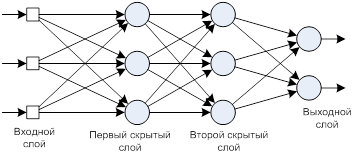 Входной
слой
Первый скрытый
слой
Второй скрытый
слой
Выходной
слой